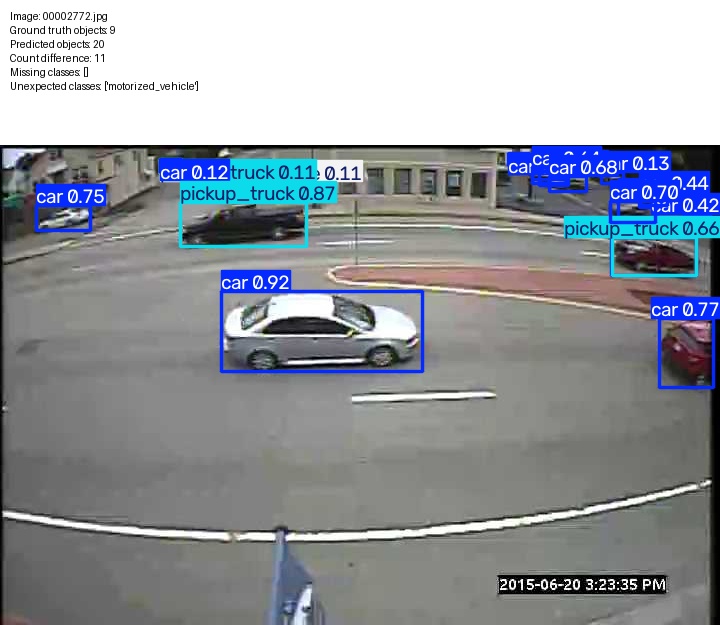 Image: 00002772.jpg
Ground truth objects: 9
Predicted objects: 20
Count difference: 11
Missing classes: []
Unexpected classes: ['motorized_vehicle']
car 0.75
car 0.12
truck 0.11
0.11
pickup_truck 0.87
car 0.68
0.13
0.44
car 0.70
car 0.42
pickup_truck 0.66
car 0.92
car 0.77
2015-06-20 3:23:35 PM